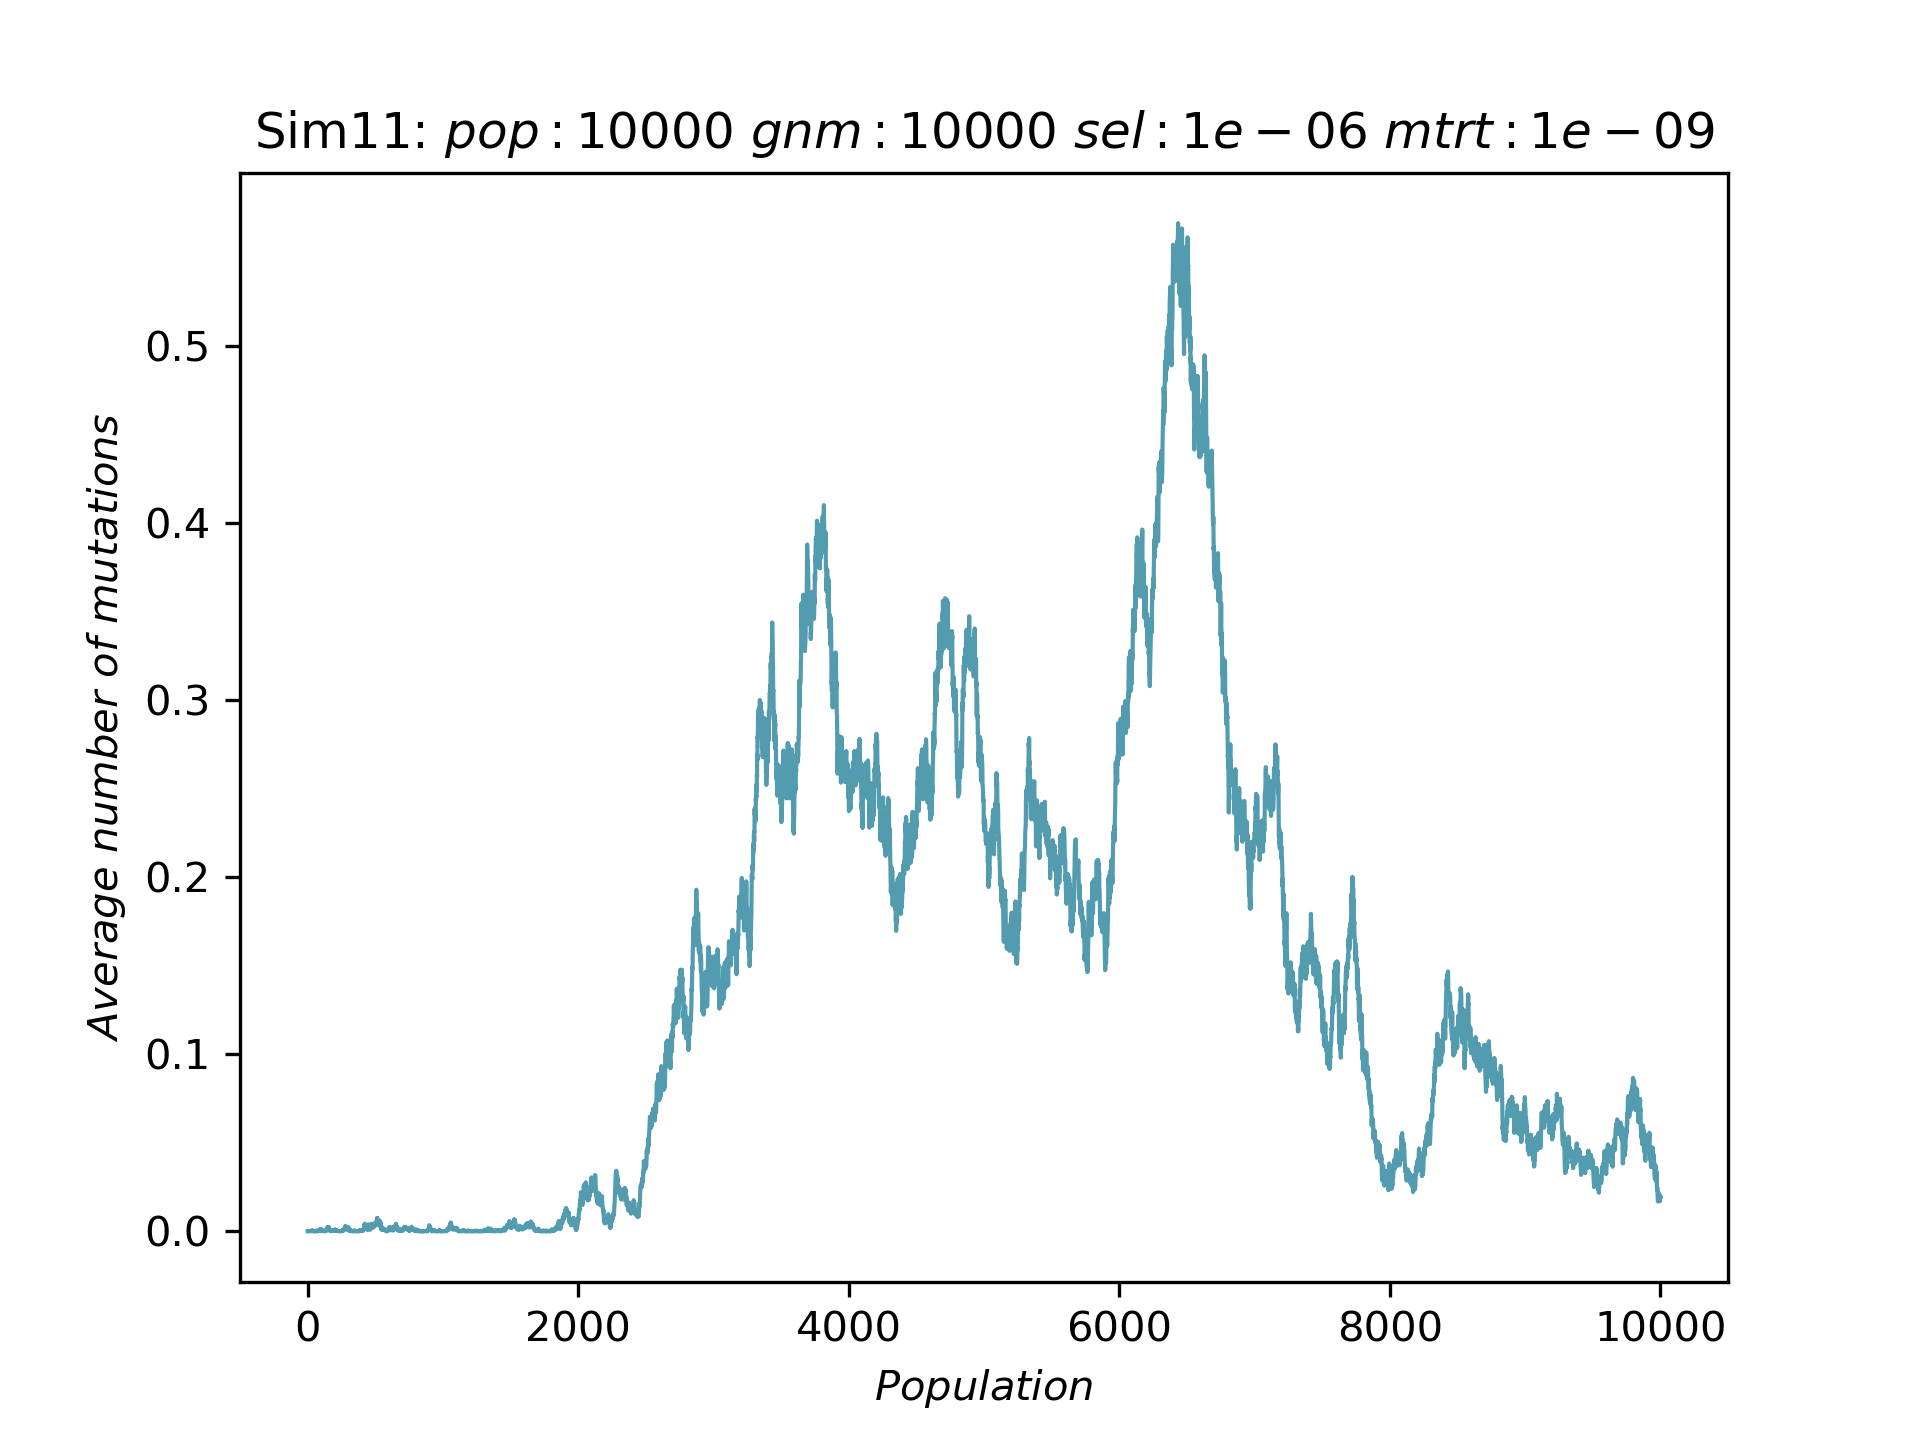 Sim11: pop : 10000 gnm : 10000 sel : 1e − 06 mtrt : 1e − 09
Average number of mutations
0.5
0.4
0.3
0.2
0.1
0.0
0 2000 4000 6000 8000 10000
Population